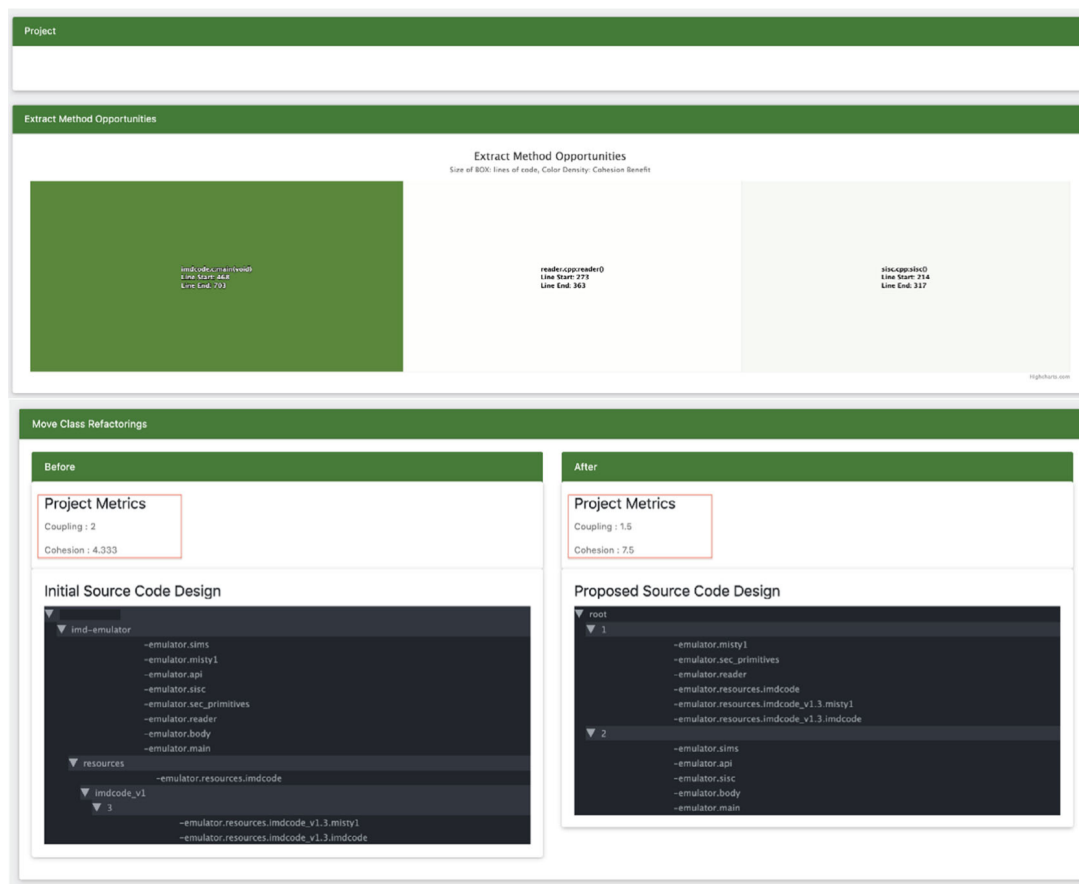 Project
Extract Method Opportunities
Extract Method Opportunities
Size of BOX: lines of code, Color Density: Cohesion Benefit
imdcode.c:main(void)
Line Start: 468
Line End: 703
reader.cpp:reader()
Line Start: 273
Line End: 363
sisc.cpp:sisc()
Line Start: 214
Line End: 317
Highcharts.com
Move Class Refactorings
Before
Project Metrics
Coupling : 2
Cohesion : 4.333
Initial Source Code Design
imd-emulator
-emulator.sims
-emulator.misty1
-emulator.api
-emulator.sisc
-emulator.sec_primitives
-emulator.reader
-emulator.body
-emulator.main
resources
-emulator.resources.imdcode
imdcode_v1
3
-emulator.resources.imdcode_v1.3.misty1
-emulator.resources.imdcode_v1.3.imdcode
After
Project Metrics
Coupling : 1.5
Cohesion : 7.5
Proposed Source Code Design
root
1
-emulator.misty1
-emulator.sec_primitives
-emulator.reader
-emulator.resources.imdcode
-emulator.resources.imdcode_v1.3.misty1
-emulator.resources.imdcode_v1.3.imdcode
2
-emulator.sims
-emulator.api
-emulator.sisc
-emulator.body
-emulator.main